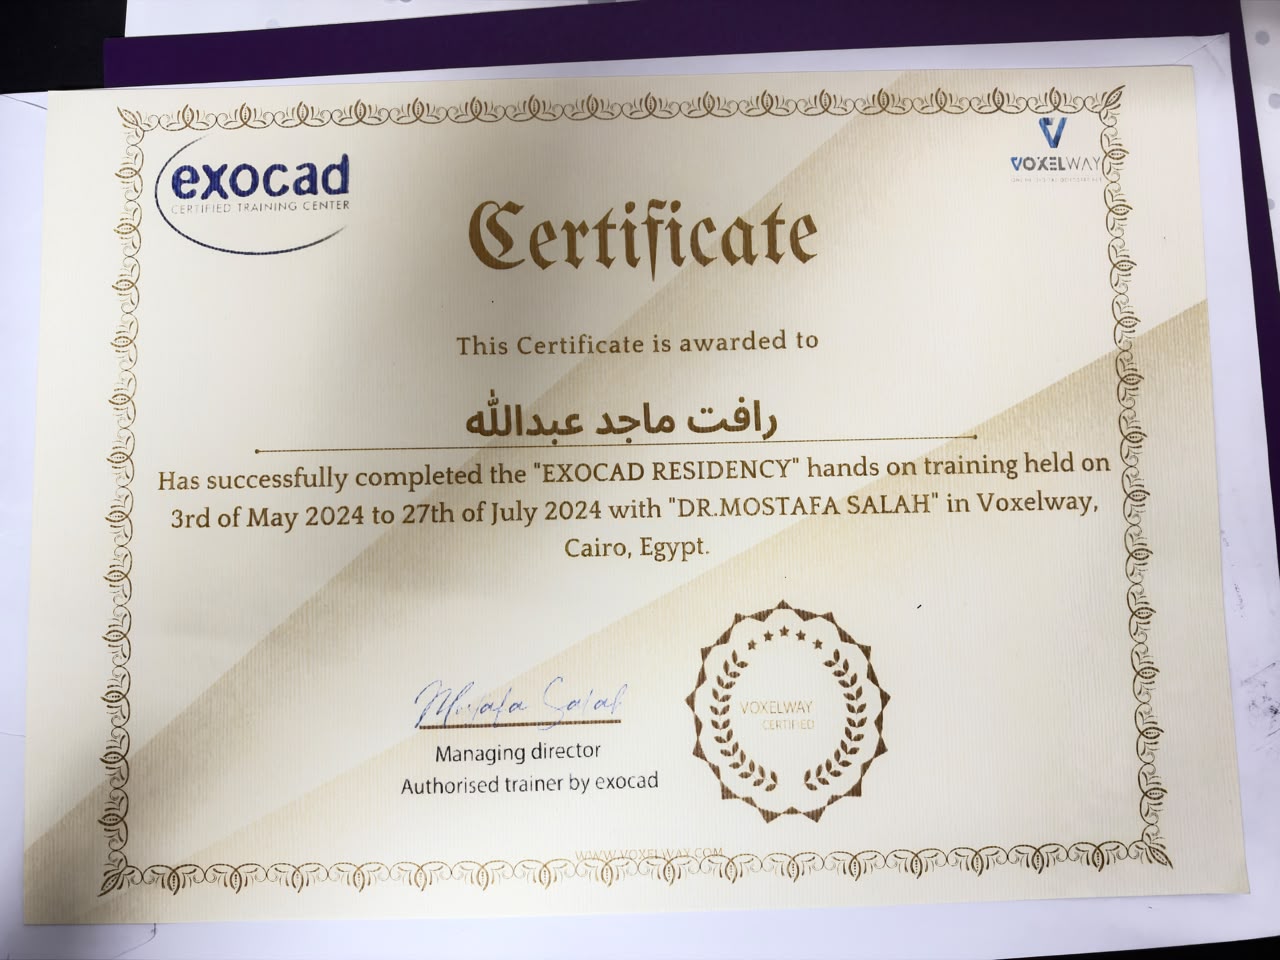 exocad
CERTIFIED TRAINING CENTER
VOXELWAY
Certificate
This Certificate is awarded to
رافت ماجد عبدالله
Has successfully completed the "EXOCAD RESIDENCY" hands on training held on
3rd of May 2024 to 27th of July 2024 with "DR.MOSTAFA SALAH" in Voxelway,
Cairo, Egypt.
Mostafa Salah
Managing director
Authorised trainer by exocad
VOXELWAY
CERTIFIED
WWW.VOXELWAY.COM